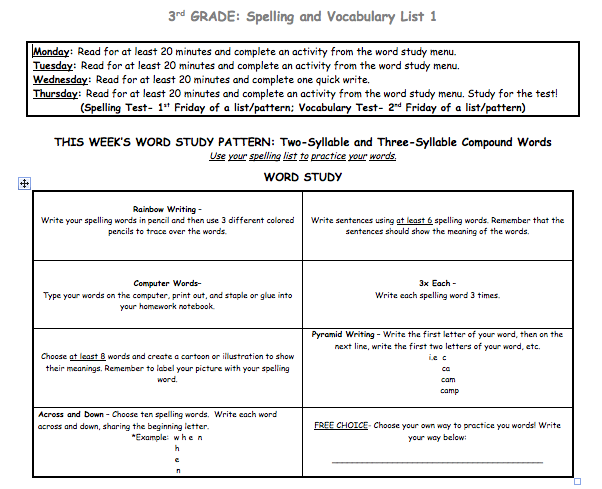 3rd GRADE: Spelling and Vocabulary List 1
Monday: Read for at least 20 minutes and complete an activity from the word study menu.
Tuesday: Read for at least 20 minutes and complete an activity from the word study menu.
Wednesday: Read for at least 20 minutes and complete one quick write.
Thursday: Read for at least 20 minutes and complete an activity from the word study menu. Study for the test!
(Spelling Test- 1st Friday of a list/pattern; Vocabulary Test- 2nd Friday of a list/pattern)
THIS WEEK'S WORD STUDY PATTERN: Two-Syllable and Three-Syllable Compound Words
Use your spelling list to practice your words.
WORD STUDY
Rainbow Writing -
Write your spelling words in pencil and then use 3 different colored
pencils to trace over the words.
Write sentences using at least 6 spelling words. Remember that the
sentences should show the meaning of the words.
Computer Words-
Type your words on the computer, print out, and staple or glue into
your homework notebook.
3x Each -
Write each spelling word 3 times.
Choose at least 8 words and create a cartoon or illustration to show
their meanings. Remember to label your picture with your spelling
word.
Pyramid Writing - Write the first letter of your word, then on the
next line, write the first two letters of your word, etc.
i.e c
ca
cam
camp
Across and Down - Choose ten spelling words. Write each word
across and down, sharing the beginning letter.
*Example: w h e n
h
e
n
FREE CHOICE- Choose your own way to practice you words! Write
your way below: